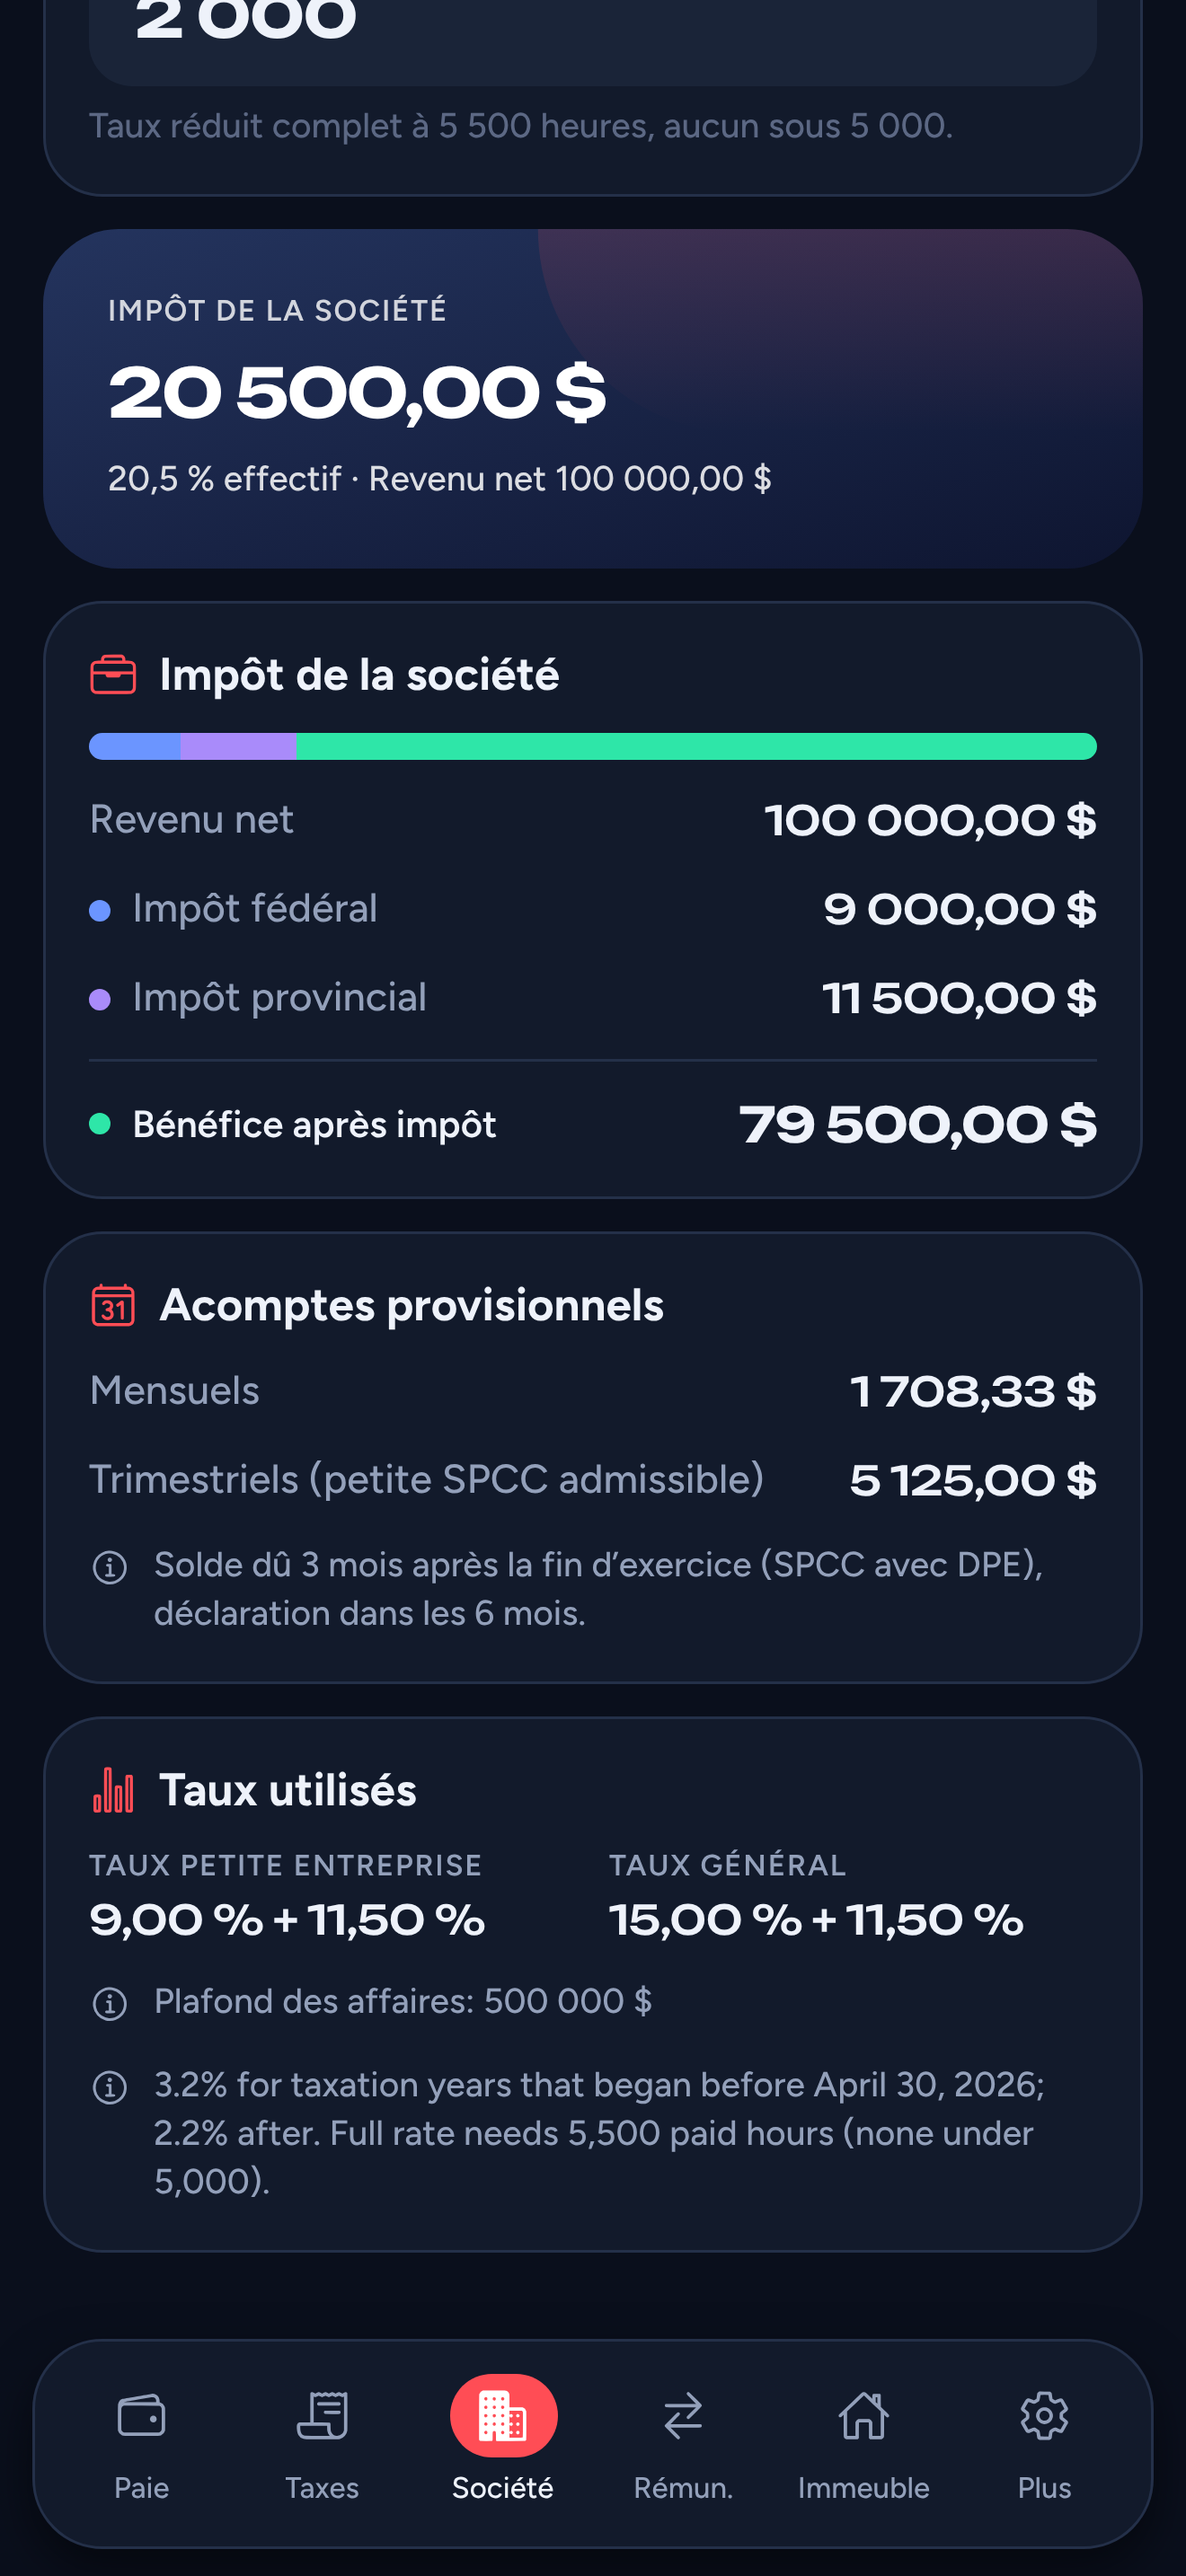 2 000
Taux réduit complet à 5 500 heures, aucun sous 5 000.
IMPÔT DE LA SOCIÉTÉ
20 500,00 $
20,5 % effectif · Revenu net 100 000,00 $
Impôt de la société
Revenu net 100 000,00 $
Impôt fédéral 9 000,00 $
Impôt provincial 11 500,00 $
Bénéfice après impôt 79 500,00 $
31 Acomptes provisionnels
Mensuels 1 708,33 $
Trimestriels (petite SPCC admissible) 5 125,00 $
Solde dû 3 mois après la fin d’exercice (SPCC avec DPE),
déclaration dans les 6 mois.
Taux utilisés
TAUX PETITE ENTREPRISE TAUX GÉNÉRAL
9,00 % + 11,50 % 15,00 % + 11,50 %
Plafond des affaires: 500 000 $
3.2% for taxation years that began before April 30, 2026;
2.2% after. Full rate needs 5,500 paid hours (none under
5,000).
Paie Taxes Société Rémun. Immeuble Plus